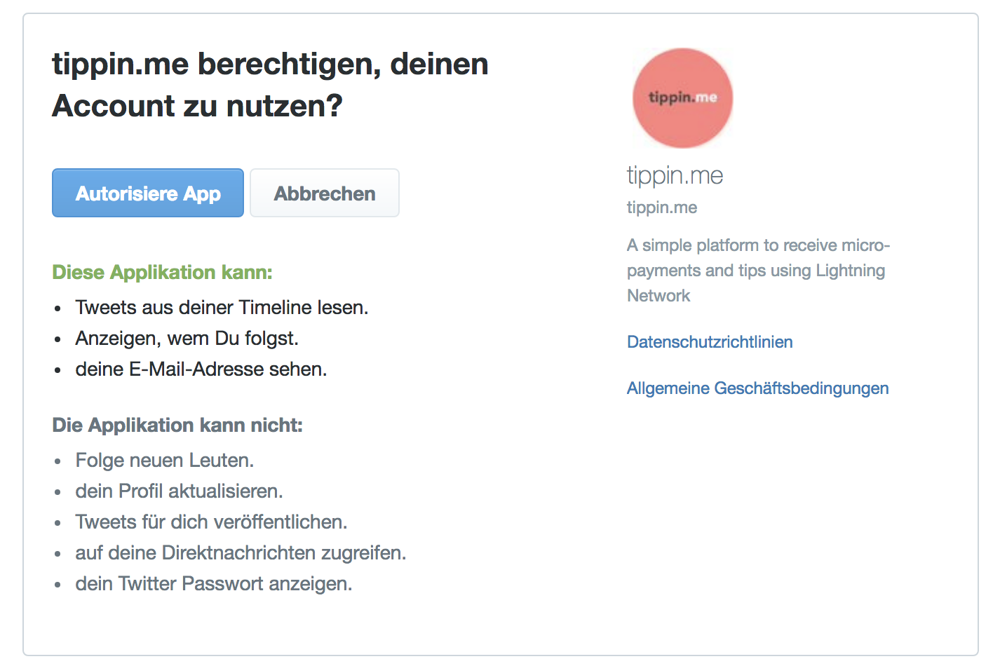 tippin.me berechtigen, deinen
Account zu nutzen?
Autorisiere App
Abbrechen
Diese Applikation kann:
• Tweets aus deiner Timeline lesen.
• Anzeigen, wem Du folgst.
• deine E-Mail-Adresse sehen.
Die Applikation kann nicht:
• Folge neuen Leuten.
• dein Profil aktualisieren.
• Tweets für dich veröffentlichen.
• auf deine Direktnachrichten zugreifen.
• dein Twitter Passwort anzeigen.
tippin.me
tippin.me
tippin.me
A simple platform to receive micro-
payments and tips using Lightning
Network
Datenschutzrichtlinien
Allgemeine Geschäftsbedingungen